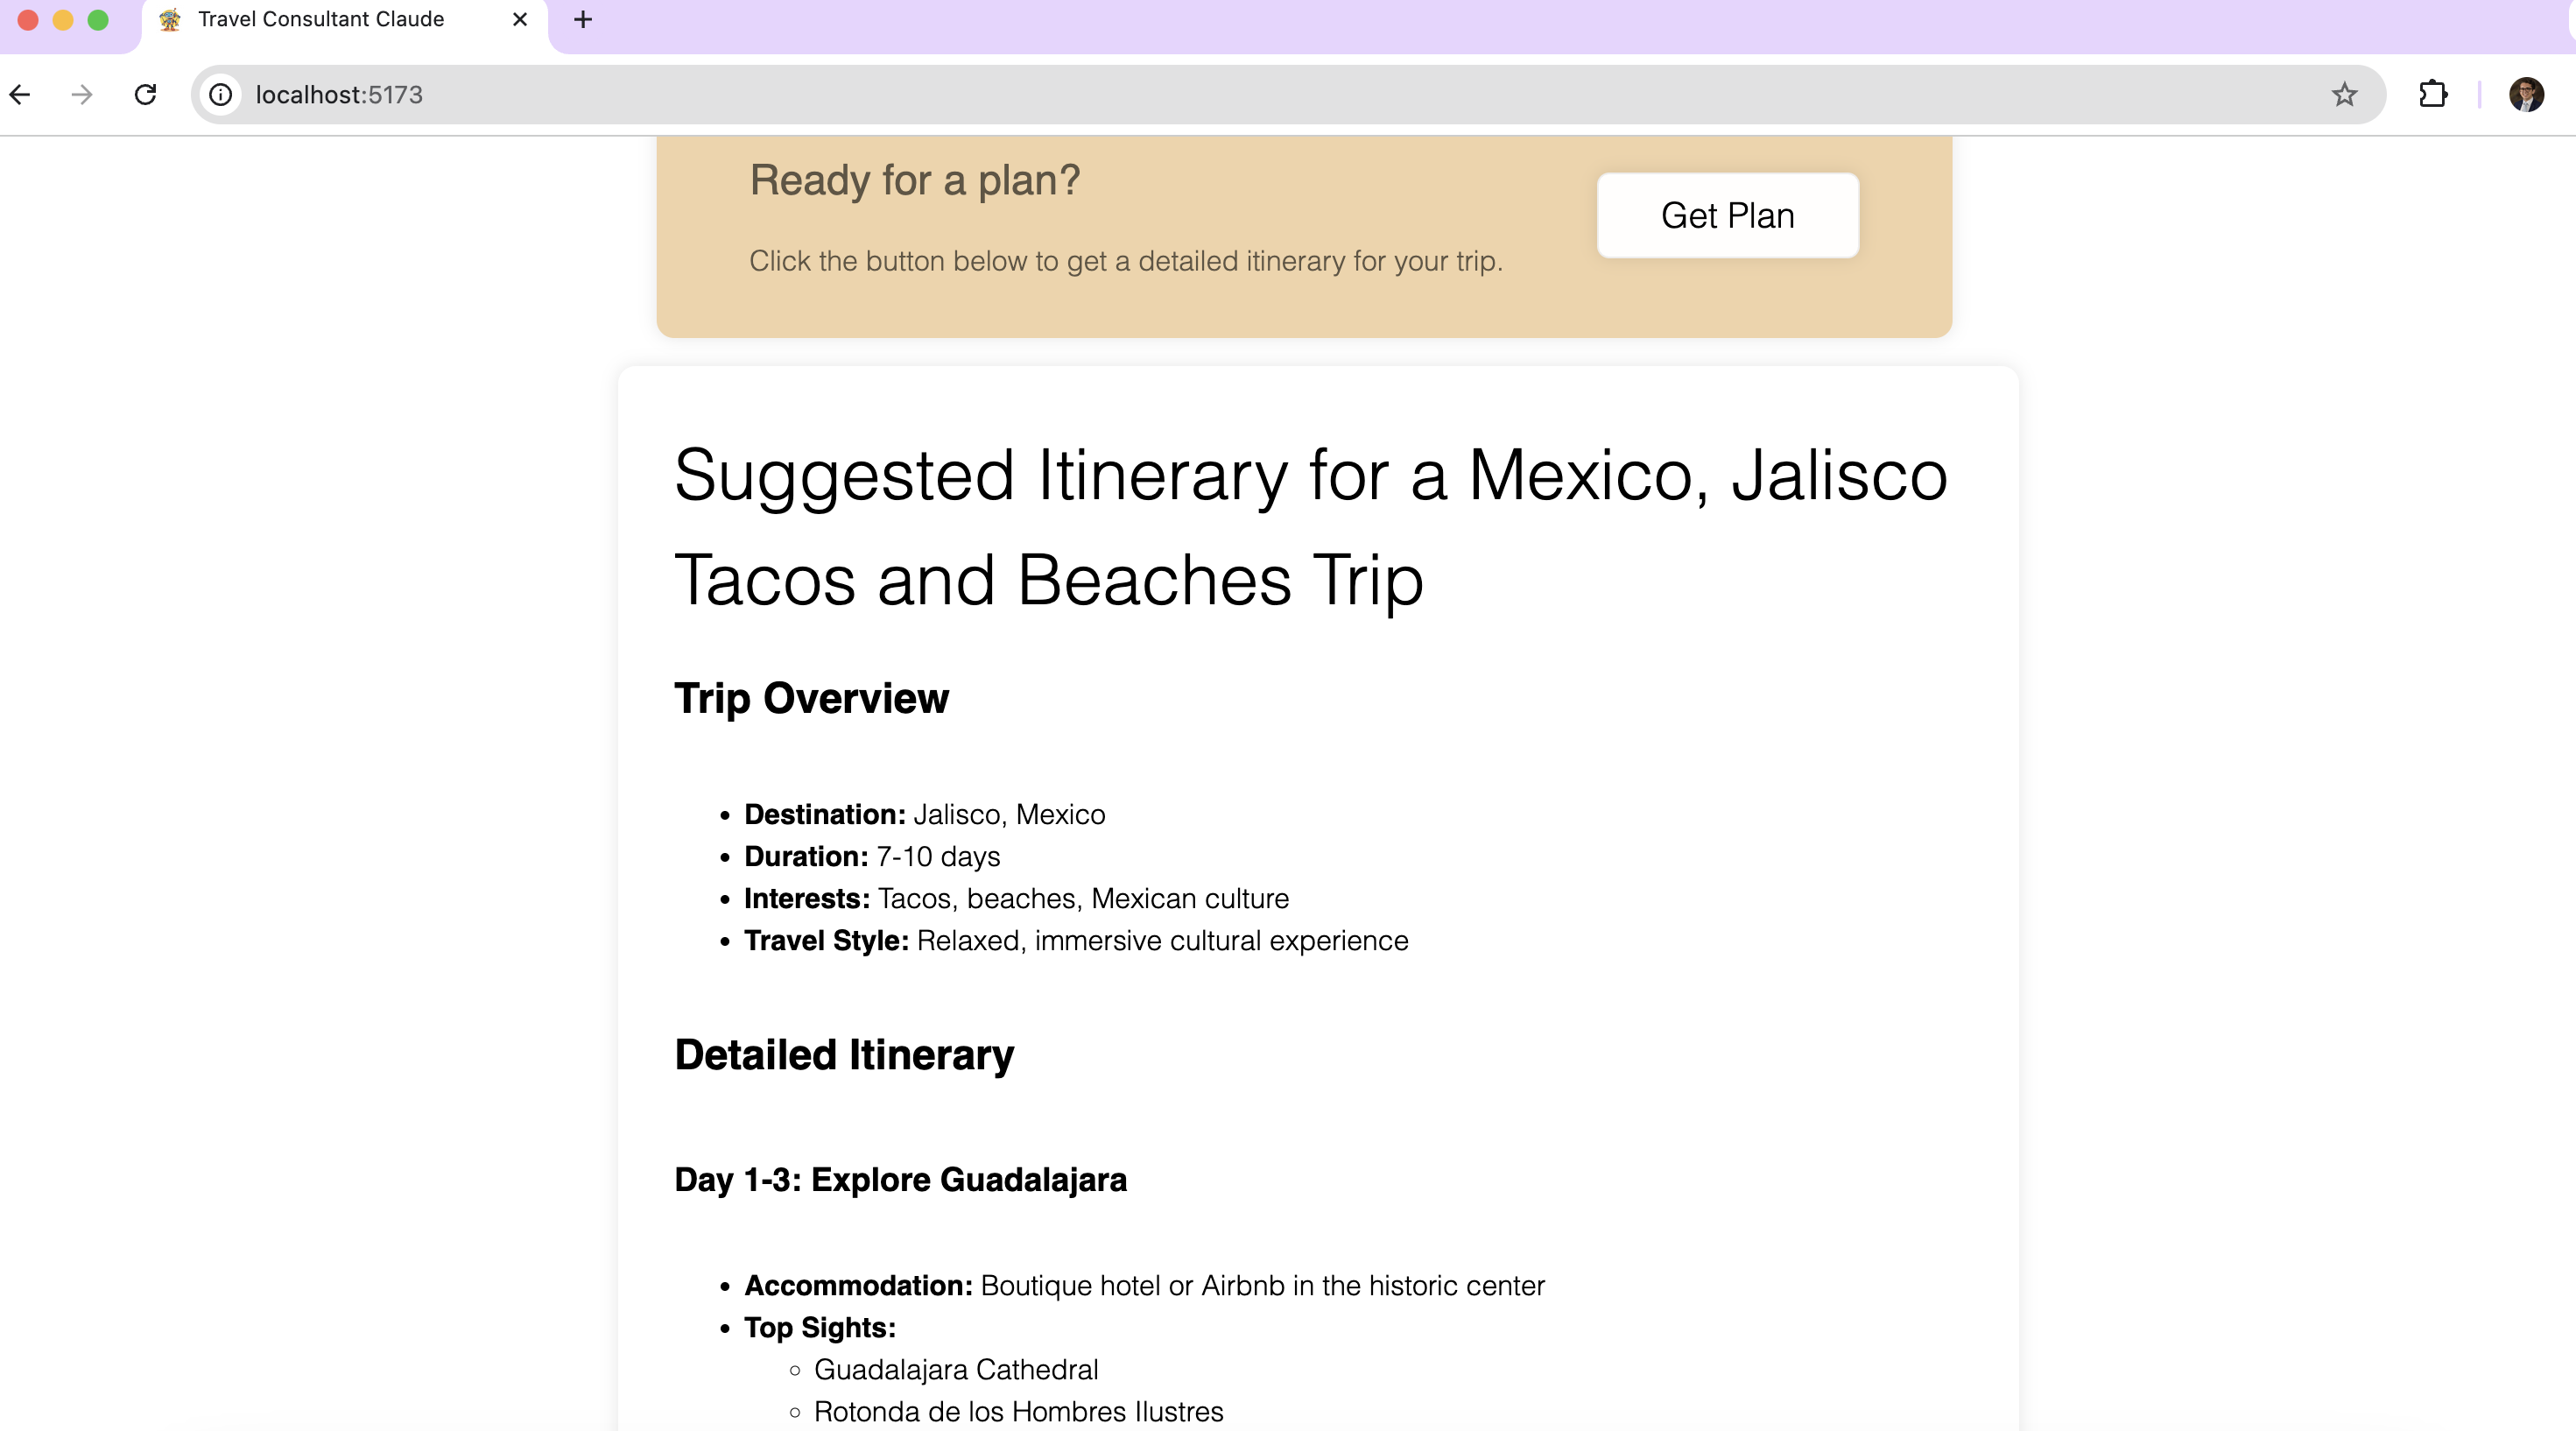 Travel Consultant Claude
localhost:5173
Ready for a plan?
Get Plan
Click the button below to get a detailed itinerary for your trip.
Suggested Itinerary for a Mexico, Jalisco
Tacos and Beaches Trip
Trip Overview
Destination: Jalisco, Mexico
Duration: 7-10 days
Interests: Tacos, beaches, Mexican culture
Travel Style: Relaxed, immersive cultural experience
Detailed Itinerary
Day 1-3: Explore Guadalajara
Accommodation: Boutique hotel or Airbnb in the historic center
Top Sights:
Guadalajara Cathedral
Rotonda de los Hombres Ilustres